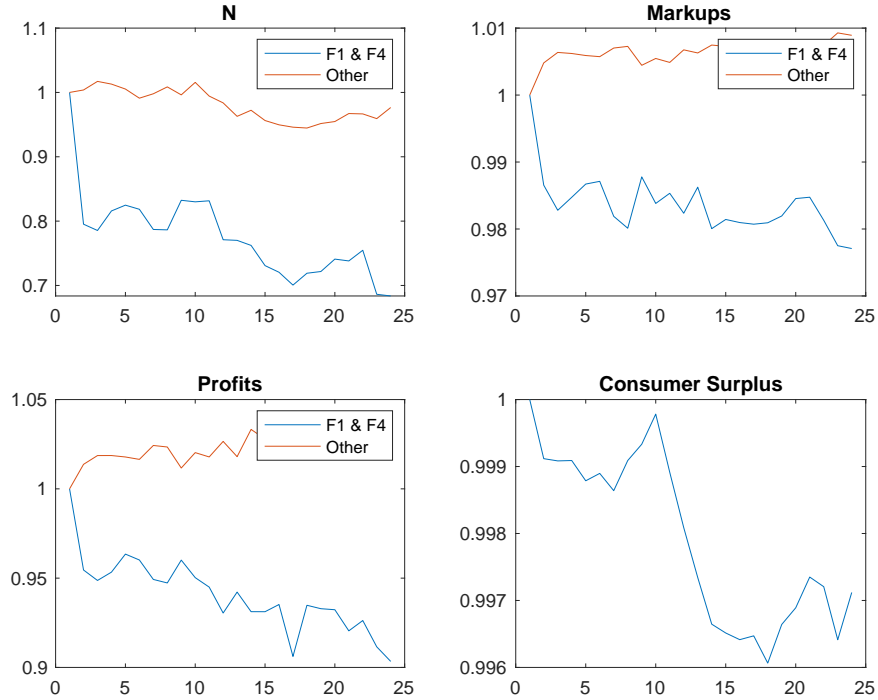 N
1.1
1
0.9
0.8
0.7
0 5 10 15 20 25
F1 & F4
Other
Markups
1.01
1
0.99
0.98
0.97
0 5 10 15 20 25
F1 & F4
Other
Profits
1.05
1
0.95
0.9
0 5 10 15 20 25
F1 & F4
Other
Consumer Surplus
1
0.999
0.998
0.997
0.996
0 5 10 15 20 25